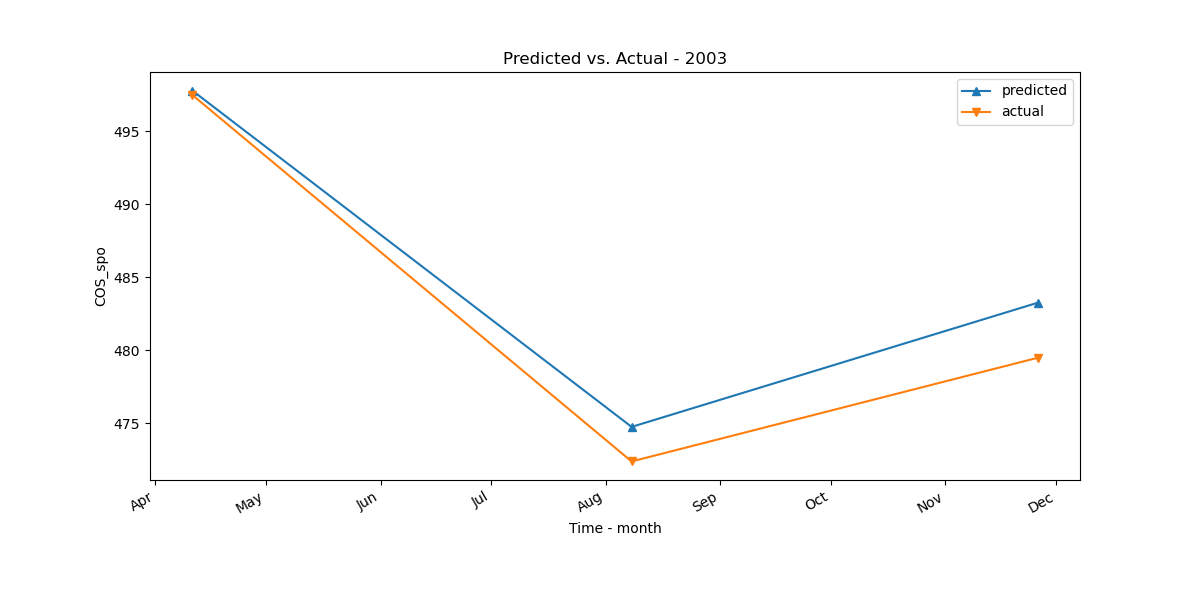 Predicted vs. Actual - 2003
predicted
actual
COS_spo
495
490
485
480
475
Apr
May
Jun
Jul
Aug
Sep
Oct
Nov
Dec
Time - month